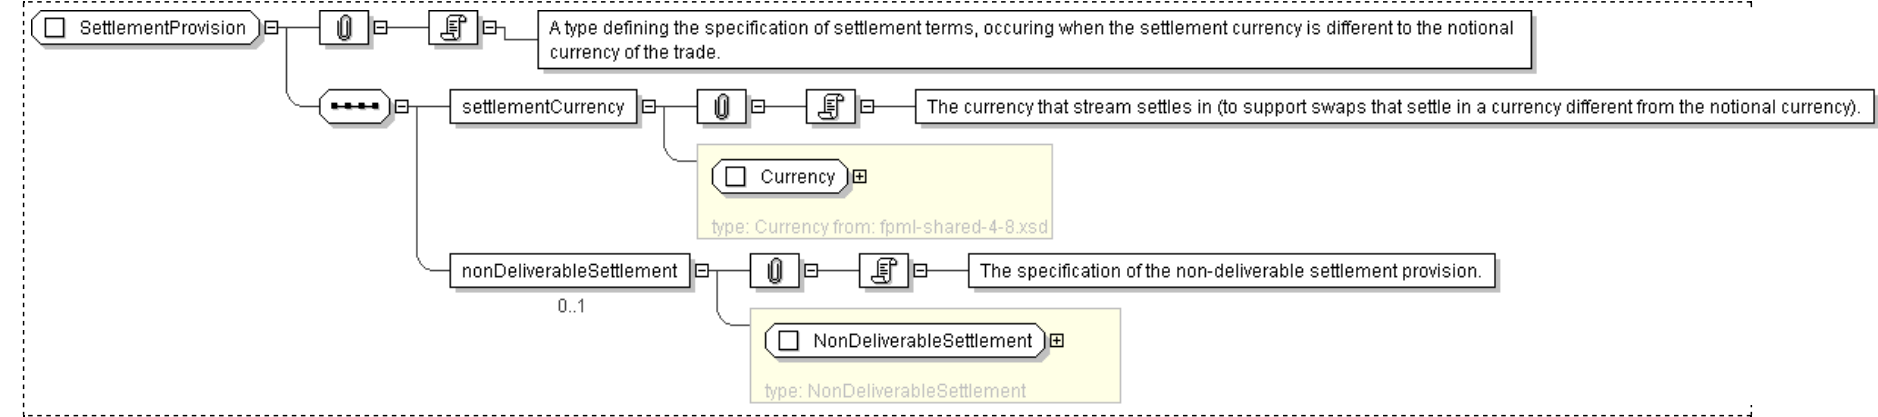 SettlementProvision
A type defining the specification of settlement terms, occuring when the settlement currency is different to the notional
currency of the trade.
settlementCurrency
The currency that stream settles in (to support swaps that settle in a currency different from the notional currency).
Currency
type: Currency from: fpml-shared-4-8.xsd
nonDeliverableSettlement
The specification of the non-deliverable settlement provision.
0..1
NonDeliverableSettlement
type: NonDeliverableSettlement